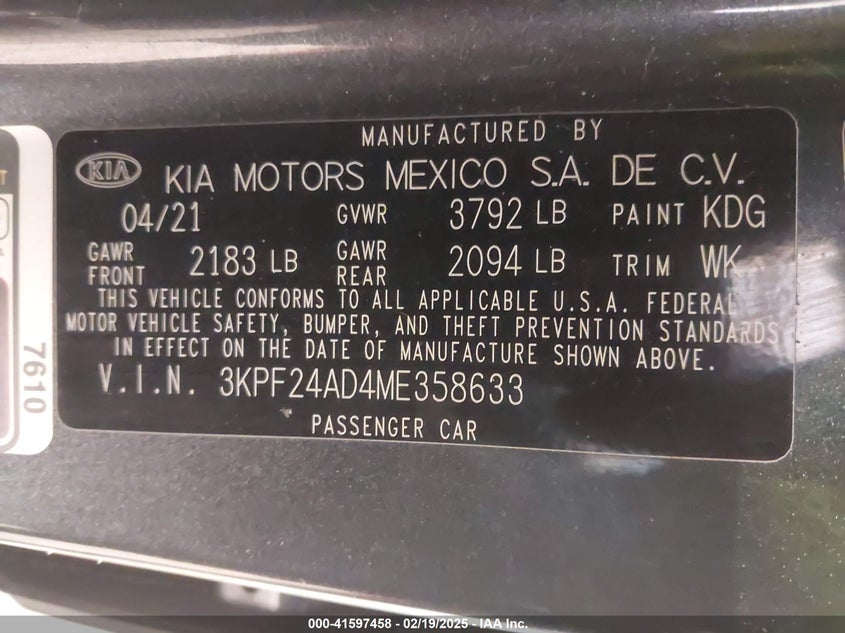 MANUFACTURED BY
KIA KIA MOTORS MEXICO S.A. DE C.V.
04/21 GVWR 3792 LB PAINT KDG
GAWR FRONT 2183 LB GAWR REAR 2094 LB TRIM WK
THIS VEHICLE CONFORMS TO ALL APPLICABLE U.S.A. FEDERAL
MOTOR VEHICLE SAFETY, BUMPER, AND THEFT PREVENTION STANDARDS
IN EFFECT ON THE DATE OF MANUFACTURE SHOWN ABOVE.
V.I.N. 3KPF24AD4ME358633
PASSENGER CAR
7610
000-41597458 - 02/19/2025 - IAA Inc.